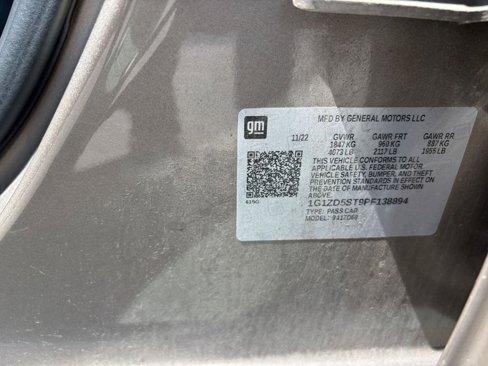 gm
MFD BY GENERAL MOTORS LLC
11/22 GVWR GAWR FRT GAWR RR
1847 KG 960 KG 887 KG
4073 LB 2117 LB 1955 LB
THIS VEHICLE CONFORMS TO ALL
APPLICABLE U.S. FEDERAL MOTOR
VEHICLE SAFETY, BUMPER, AND THEFT
PREVENTION STANDARDS IN EFFECT ON
THE DATE OF MANUFACTURE SHOWN
ABOVE.
1G1ZD5ST9PF138894
TYPE: PASS CAR
MODEL: